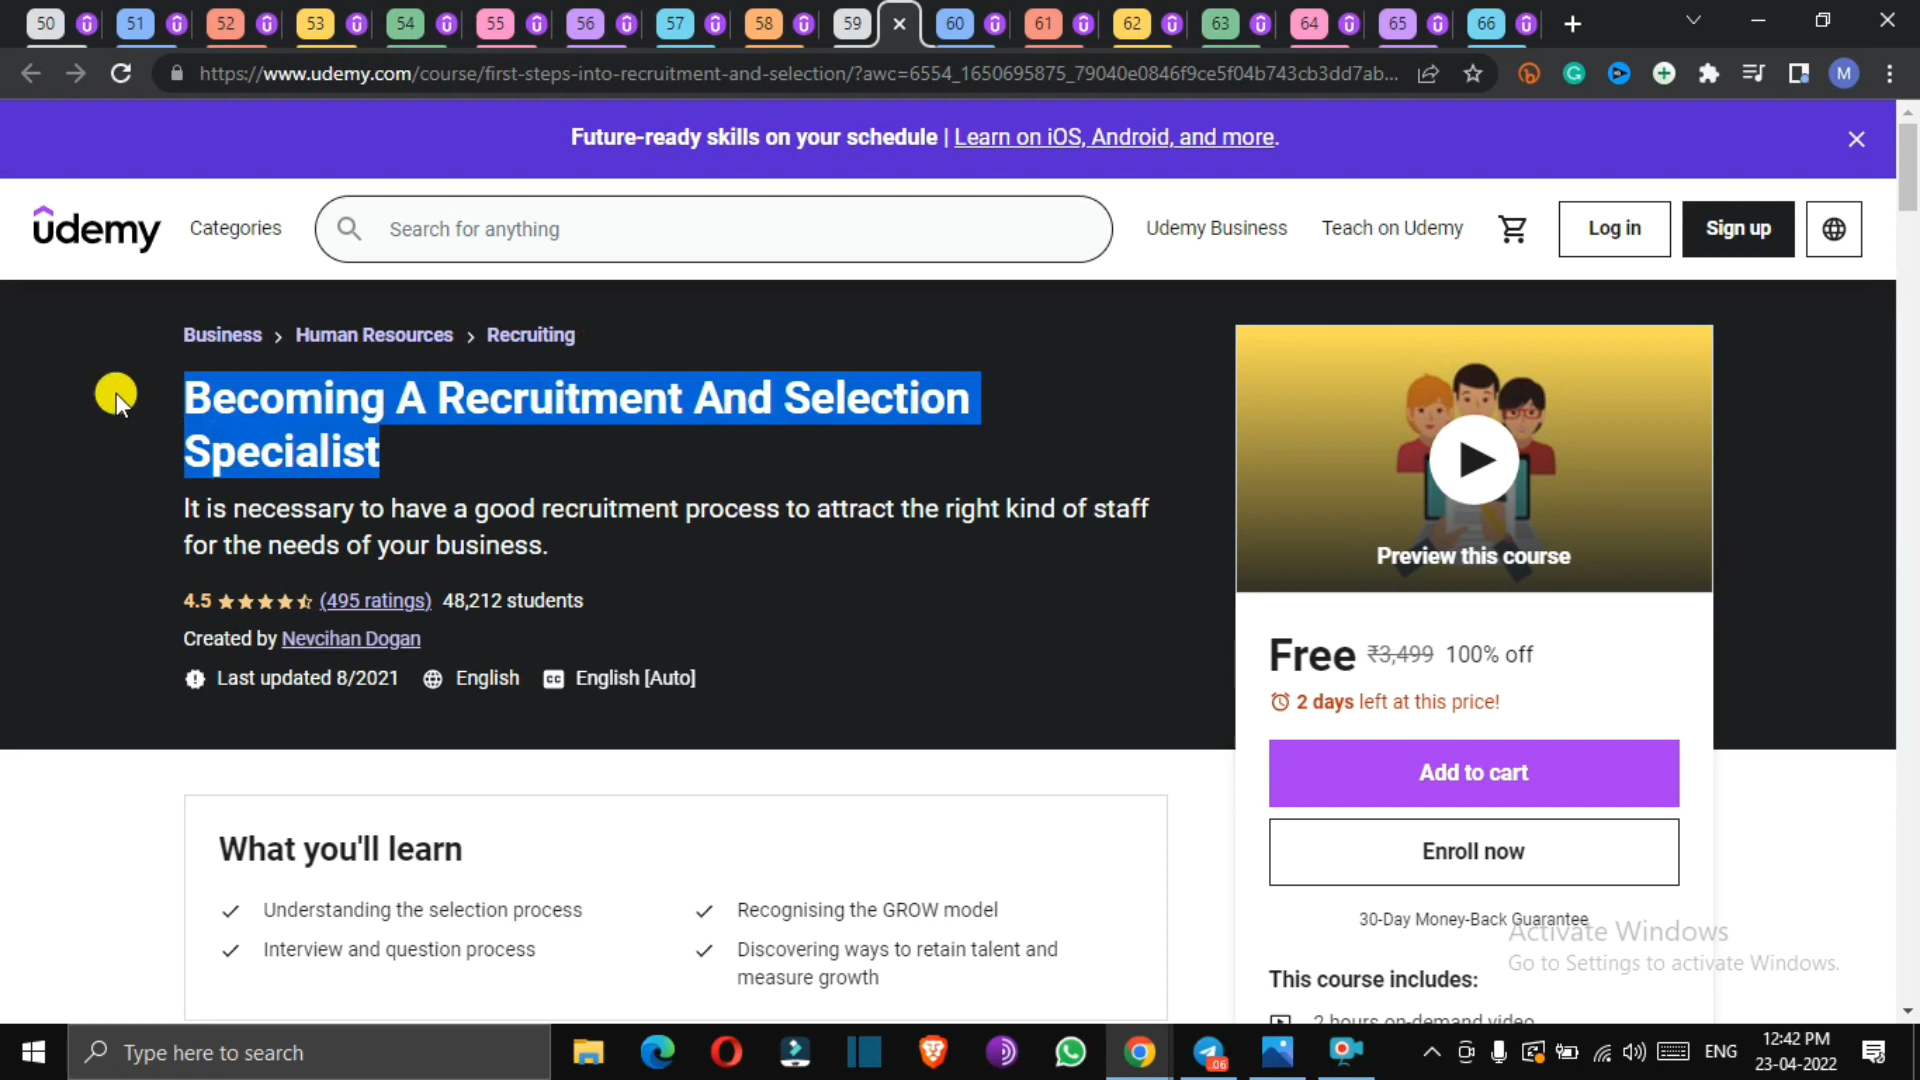 50 51 52 53 54 55 56 57 58 59 60 61 62 63 64 65 66
https://www.udemy.com/course/first-steps-into-recruitment-and-selection/?awc=6554_1650695875_79040e0846f9ce5f04b743cb3dd7ab...
M
Future-ready skills on your schedule | Learn on iOS, Android, and more.
udemy
Categories
Search for anything
Udemy Business
Teach on Udemy
Log in
Sign up
Business > Human Resources > Recruiting
Becoming A Recruitment And Selection
Specialist
It is necessary to have a good recruitment process to attract the right kind of staff
for the needs of your business.
4.5 (495 ratings) 48,212 students
Created by Nevcihan Dogan
Last updated 8/2021 English CC English [Auto]
Preview this course
Free ₹3,499 100% off
2 days left at this price!
Add to cart
Enroll now
30-Day Money-Back Guarantee
This course includes:
2 hours on-demand video
What you'll learn
Understanding the selection process
Interview and question process
Recognising the GROW model
Discovering ways to retain talent and
measure growth
Activate Windows
Go to Settings to activate Windows.
Type here to search
.06
ENG
12:42 PM
23-04-2022